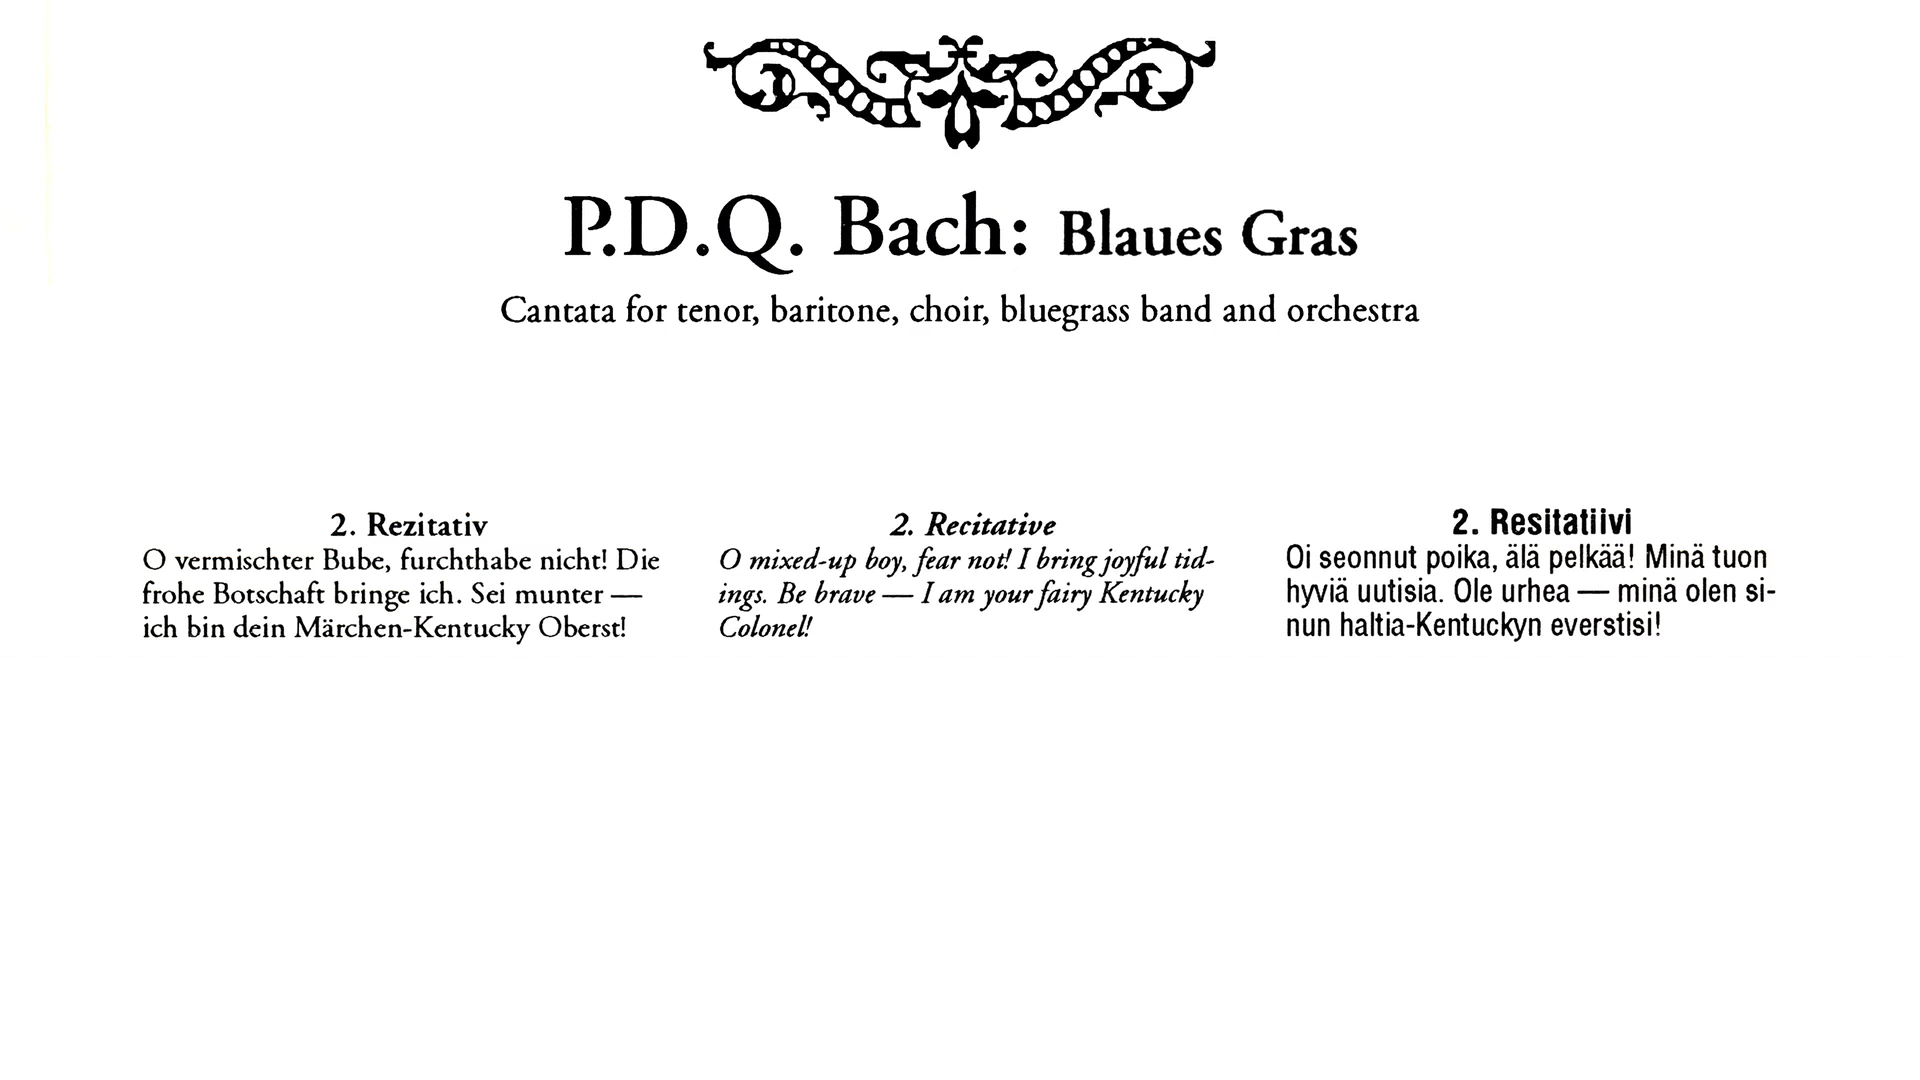 P.D.Q. Bach: Blaues Gras
Cantata for tenor, baritone, choir, bluegrass band and orchestra
2. Rezitativ
O vermischter Bube, furchthabe nicht! Die
frohe Botschaft bringe ich. Sei munter —
ich bin dein Märchen-Kentucky Oberst!
2. Recitative
O mixed-up boy, fear not! I bring joyful tid-
ings. Be brave — I am your fairy Kentucky
Colonel!
2. Resitatiivi
Oi seonnut poika, älä pelkää! Minä tuon
hyviä uutisia. Ole urhea — minä olen si-
nun haltia-Kentuckyn everstisi!